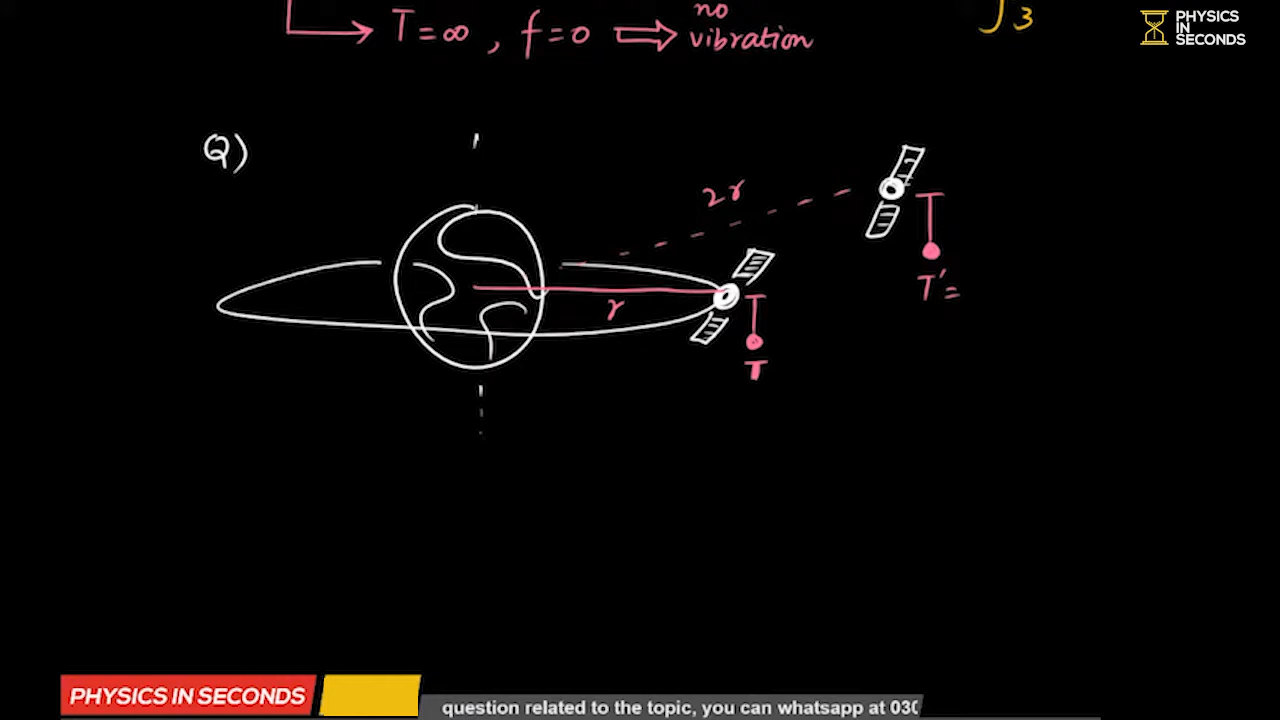 T = ∞ , f = 0 ⇒ no vibration
√3
PHYSICS
IN
SECONDS
Q)
2r
r
T
T' =
PHYSICS IN SECONDS
question related to the topic, you can whatsapp at 030